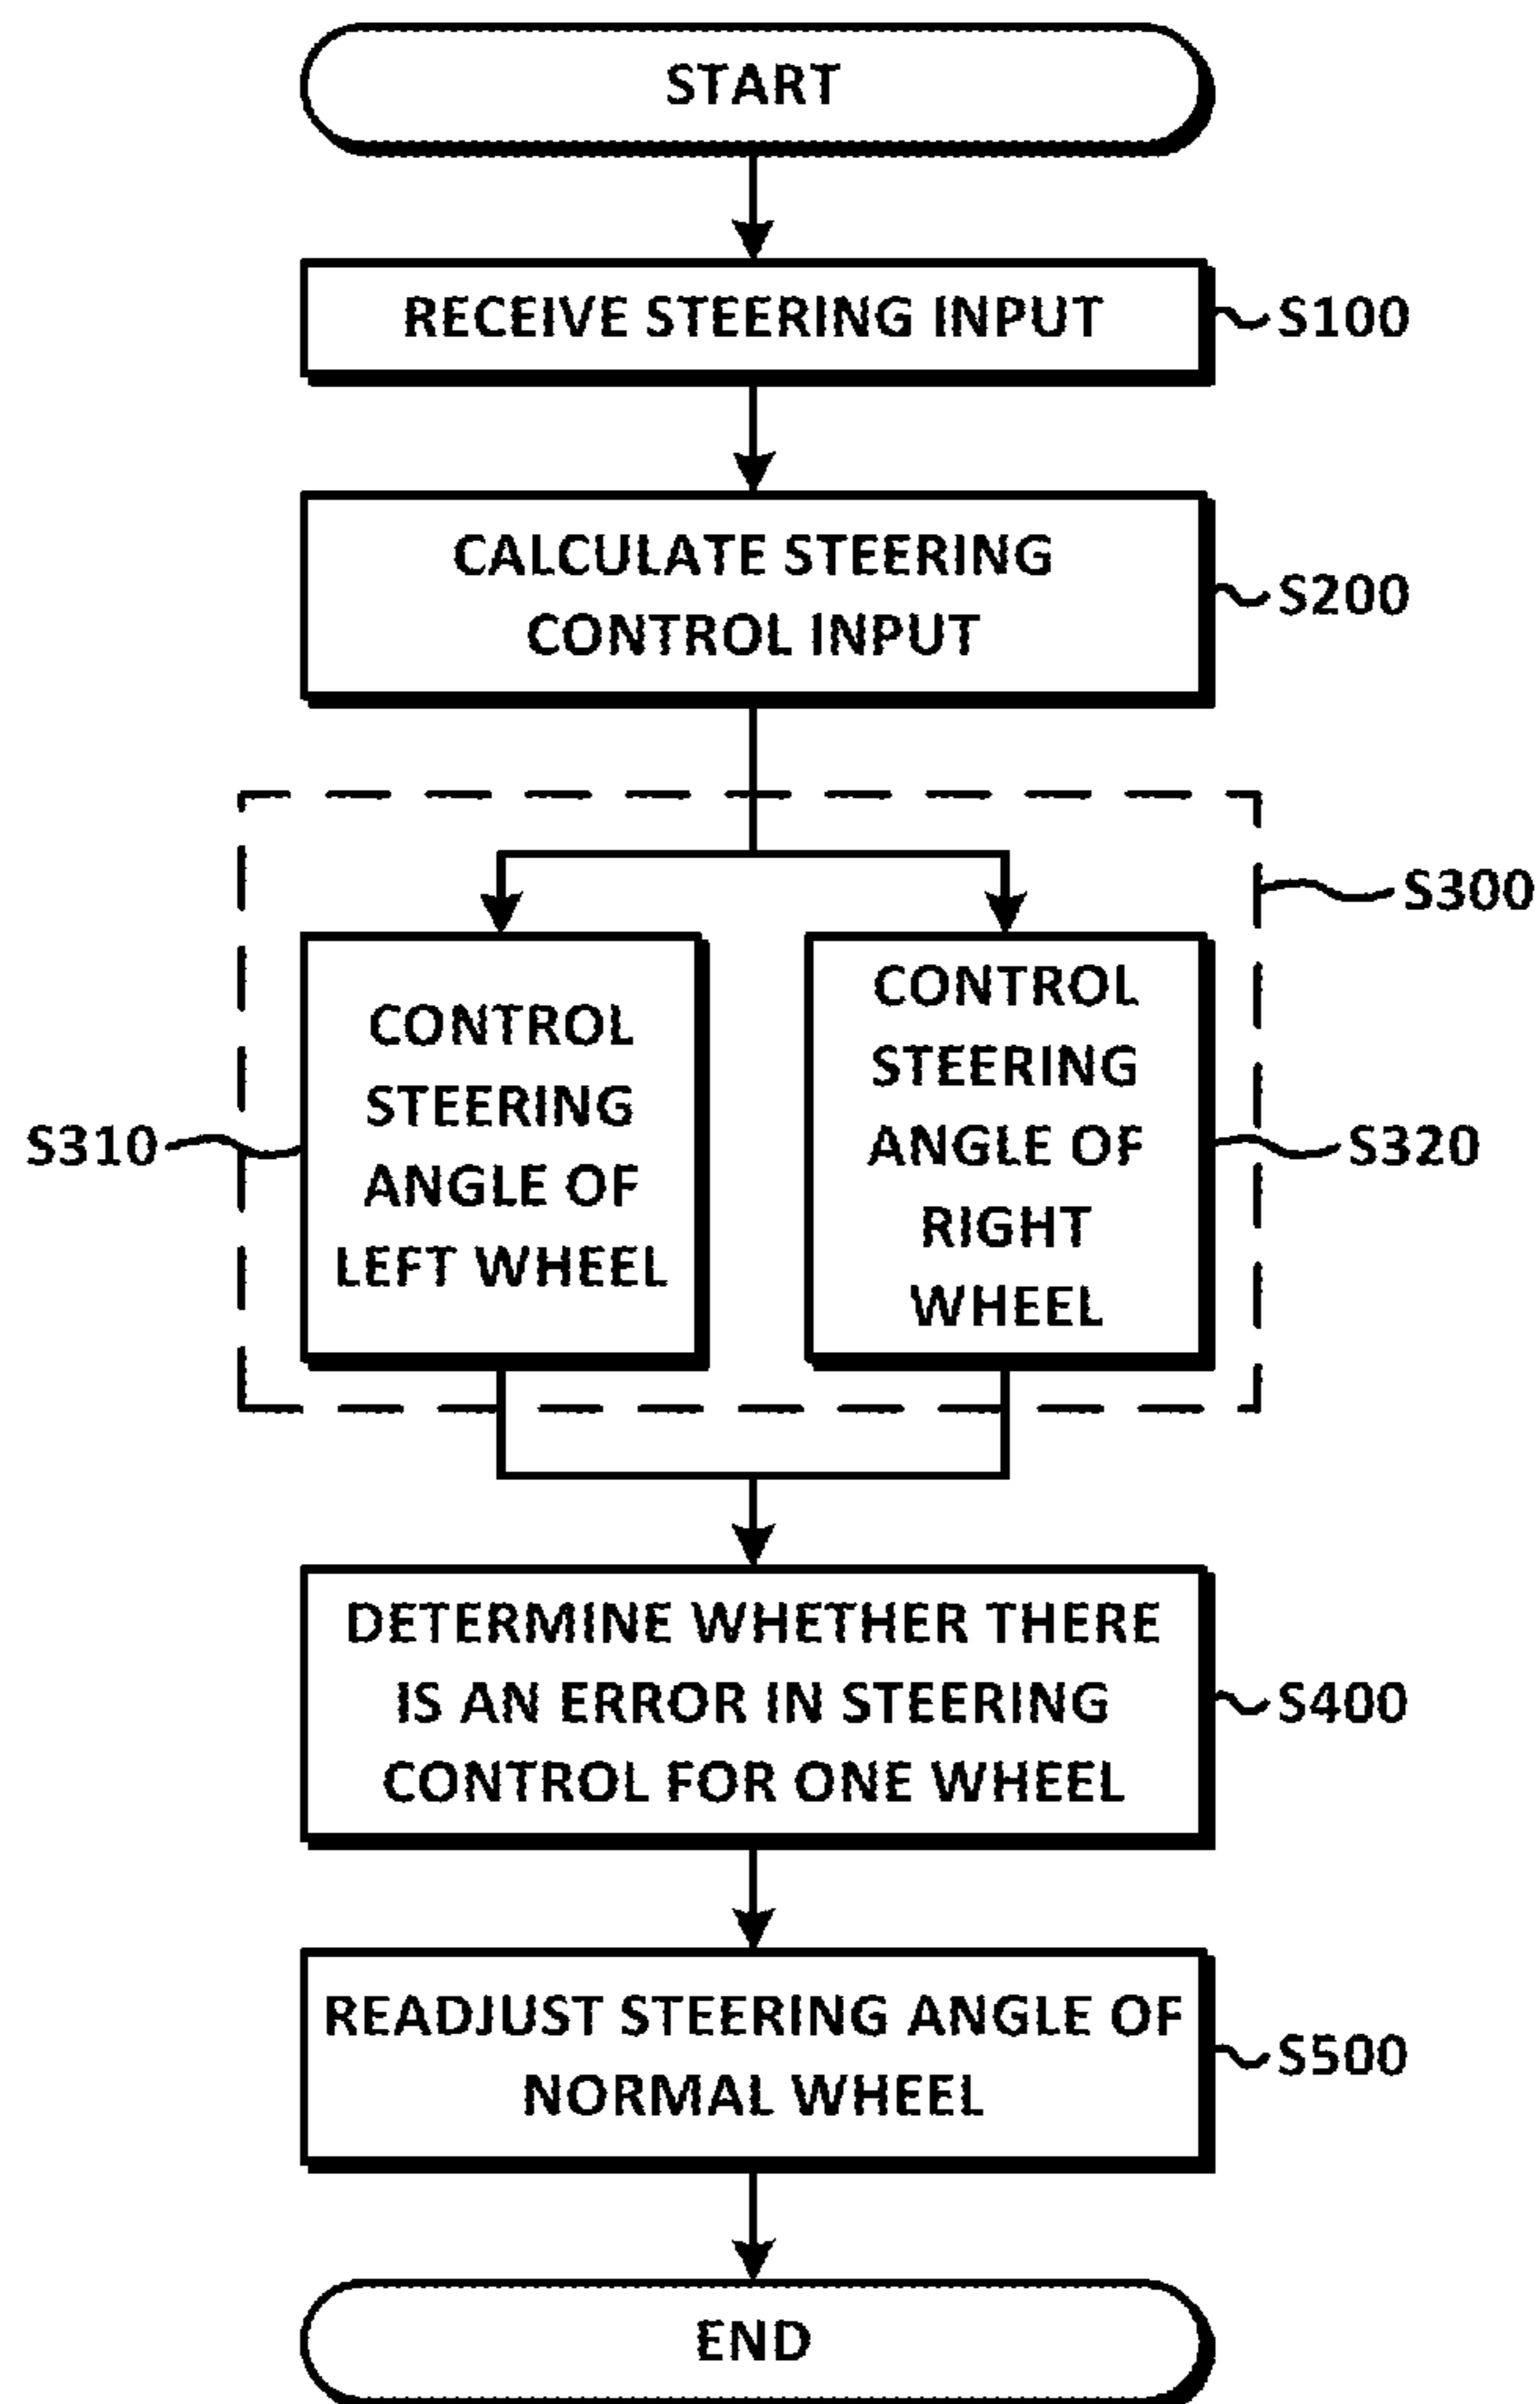 START
RECEIVE STEERING INPUT
S100
CALCULATE STEERING
CONTROL INPUT
S200
S300
CONTROL
STEERING
ANGLE OF
LEFT WHEEL
S310
CONTROL
STEERING
ANGLE OF
RIGHT
WHEEL
S320
DETERMINE WHETHER THERE
IS AN ERROR IN STEERING
CONTROL FOR ONE WHEEL
S400
READJUST STEERING ANGLE OF
NORMAL WHEEL
S500
END